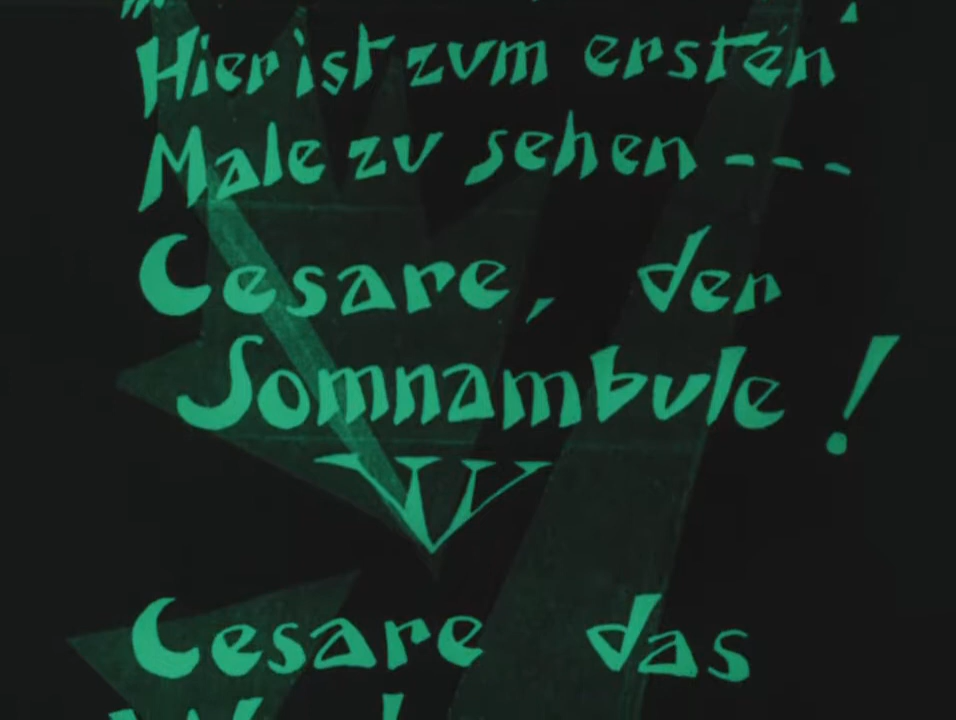 Hier ist zum ersten
Male zu sehen - - -
Cesare, der
Somnambule!
Cesare das